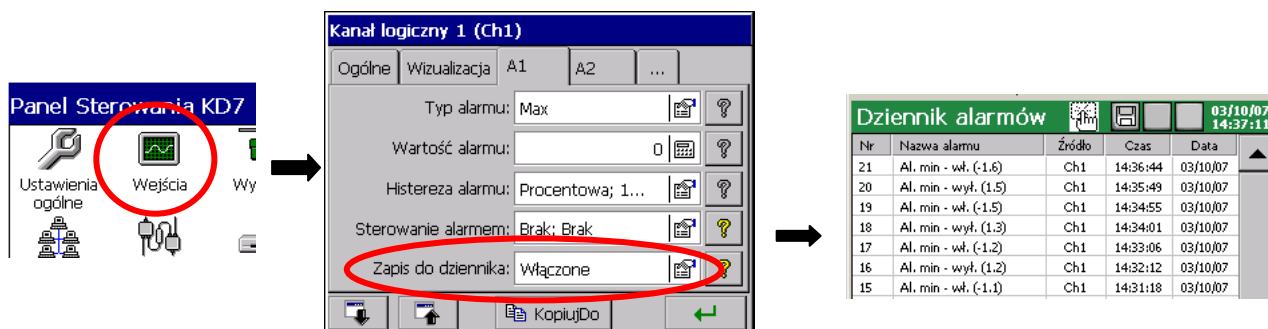 Panel Sterowania KD7
Ustawienia ogólne
Wejścia
Wy
Kanał logiczny 1 (Ch1)
Ogólne Wizualizacja A1 A2 ...
Typ alarmu: Max
Wartość alarmu: 0
Histereza alarmu: Procentowa; 1...
Sterowanie alarmem: Brak; Brak
Zapis do dziennika: Włączone
KopiujDo
Dziennik alarmów 03/10/07
14:37:11
Nr Nazwa alarmu Źródło Czas Data
21 Al. min - wł. (-1.6) Ch1 14:36:44 03/10/07
20 Al. min - wył. (1.5) Ch1 14:35:49 03/10/07
19 Al. min - wł. (-1.5) Ch1 14:34:55 03/10/07
18 Al. min - wył. (1.3) Ch1 14:34:01 03/10/07
17 Al. min - wł. (-1.2) Ch1 14:33:06 03/10/07
16 Al. min - wył. (1.2) Ch1 14:32:12 03/10/07
15 Al. min - wł. (-1.1) Ch1 14:31:18 03/10/07